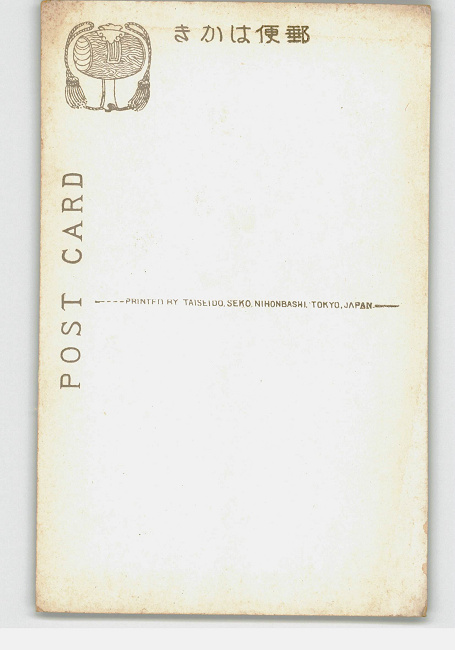 きかは便郵
POST CARD
PRINTED BY TAISEIDO, SEKO, NIHONBASHI, TOKYO, JAPAN